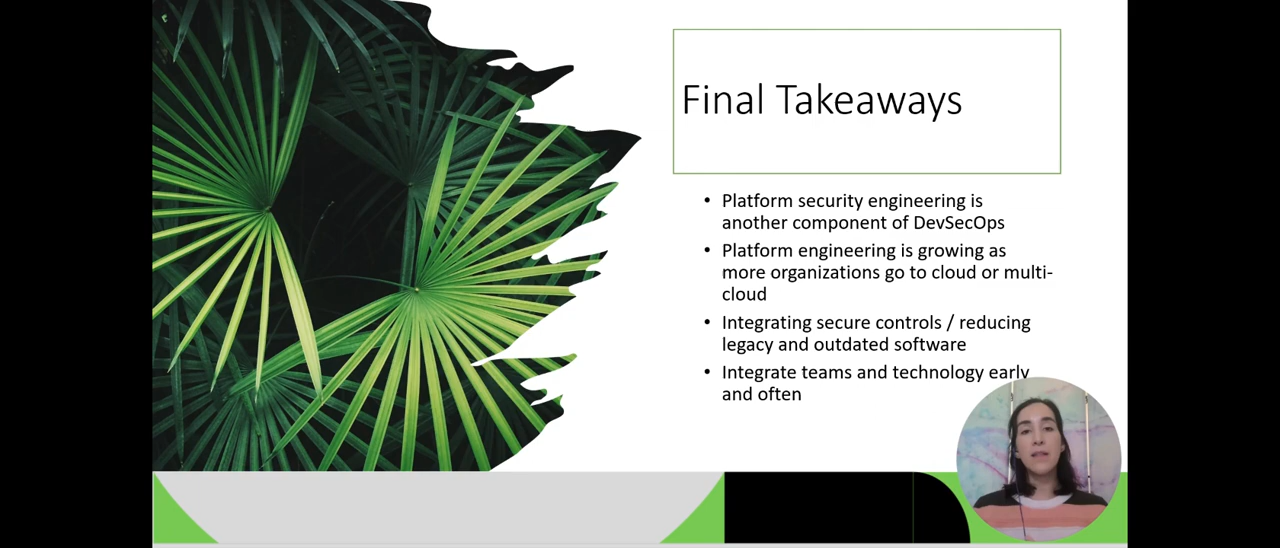 Final Takeaways
• Platform security engineering is
another component of DevSecOps
• Platform engineering is growing as
more organizations go to cloud or multi-
cloud
• Integrating secure controls / reducing
legacy and outdated software
• Integrate teams and technology early
and often